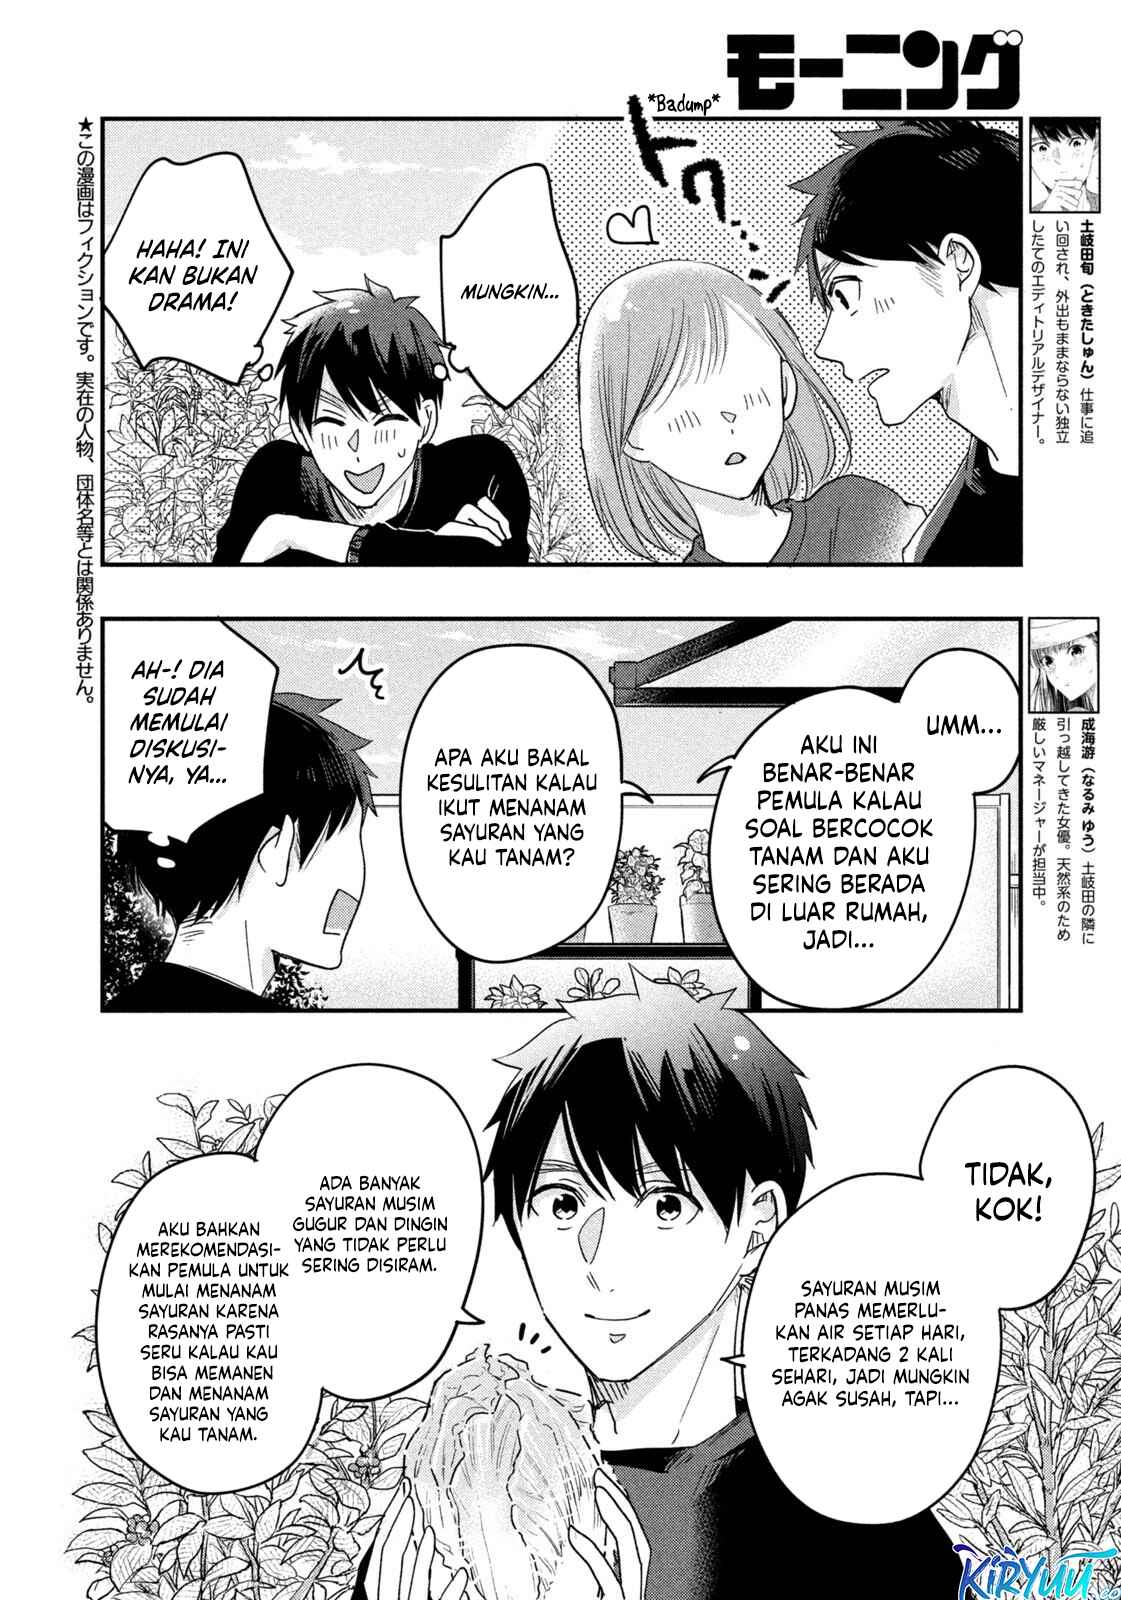 モーニング
*Badump*
トクン…
MUNGKIN...
HAHA! INI
KAN BUKAN
DRAMA!
土岐田旬（ときたしゅん）仕事に追
い回され、外出もままならない独立
したてのエディトリアルデザイナー。
★この漫画はフィクションです。実在の人物、団体名等とは関係ありません。
UMM...
AKU INI
BENAR-BENAR
PEMULA KALAU
SOAL BERCOCOK
TANAM DAN AKU
SERING BERADA
DI LUAR RUMAH,
JADI...
APA AKU BAKAL
KESULITAN KALAU
IKUT MENANAM
SAYURAN YANG
KAU TANAM?
AH-! DIA
SUDAH
MEMULAI
DISKUSI-
NYA, YA...
成海游（なるみ ゆう）土岐田の隣に
引っ越してきた女優。天然系のため
厳しいマネージャーが担当中。
TIDAK,
KOK!
SAYURAN MUSIM
PANAS MEMERLU-
KAN AIR SETIAP HARI,
TERKADANG 2 KALI
SEHARI, JADI MUNGKIN
AGAK SUSAH, TAPI...
ADA BANYAK
SAYURAN MUSIM
GUGUR DAN DINGIN
YANG TIDAK PERLU
SERING DISIRAM.
AKU BAHKAN
MEREKOMENDASI-
KAN PEMULA UNTUK
MULAI MENANAM
SAYURAN KARENA
RASANYA PASTI
SERU KALAU KAU
BISA MEMANEN
DAN MENANAM
SAYURAN YANG
KAU TANAM.
KIRYUU.co